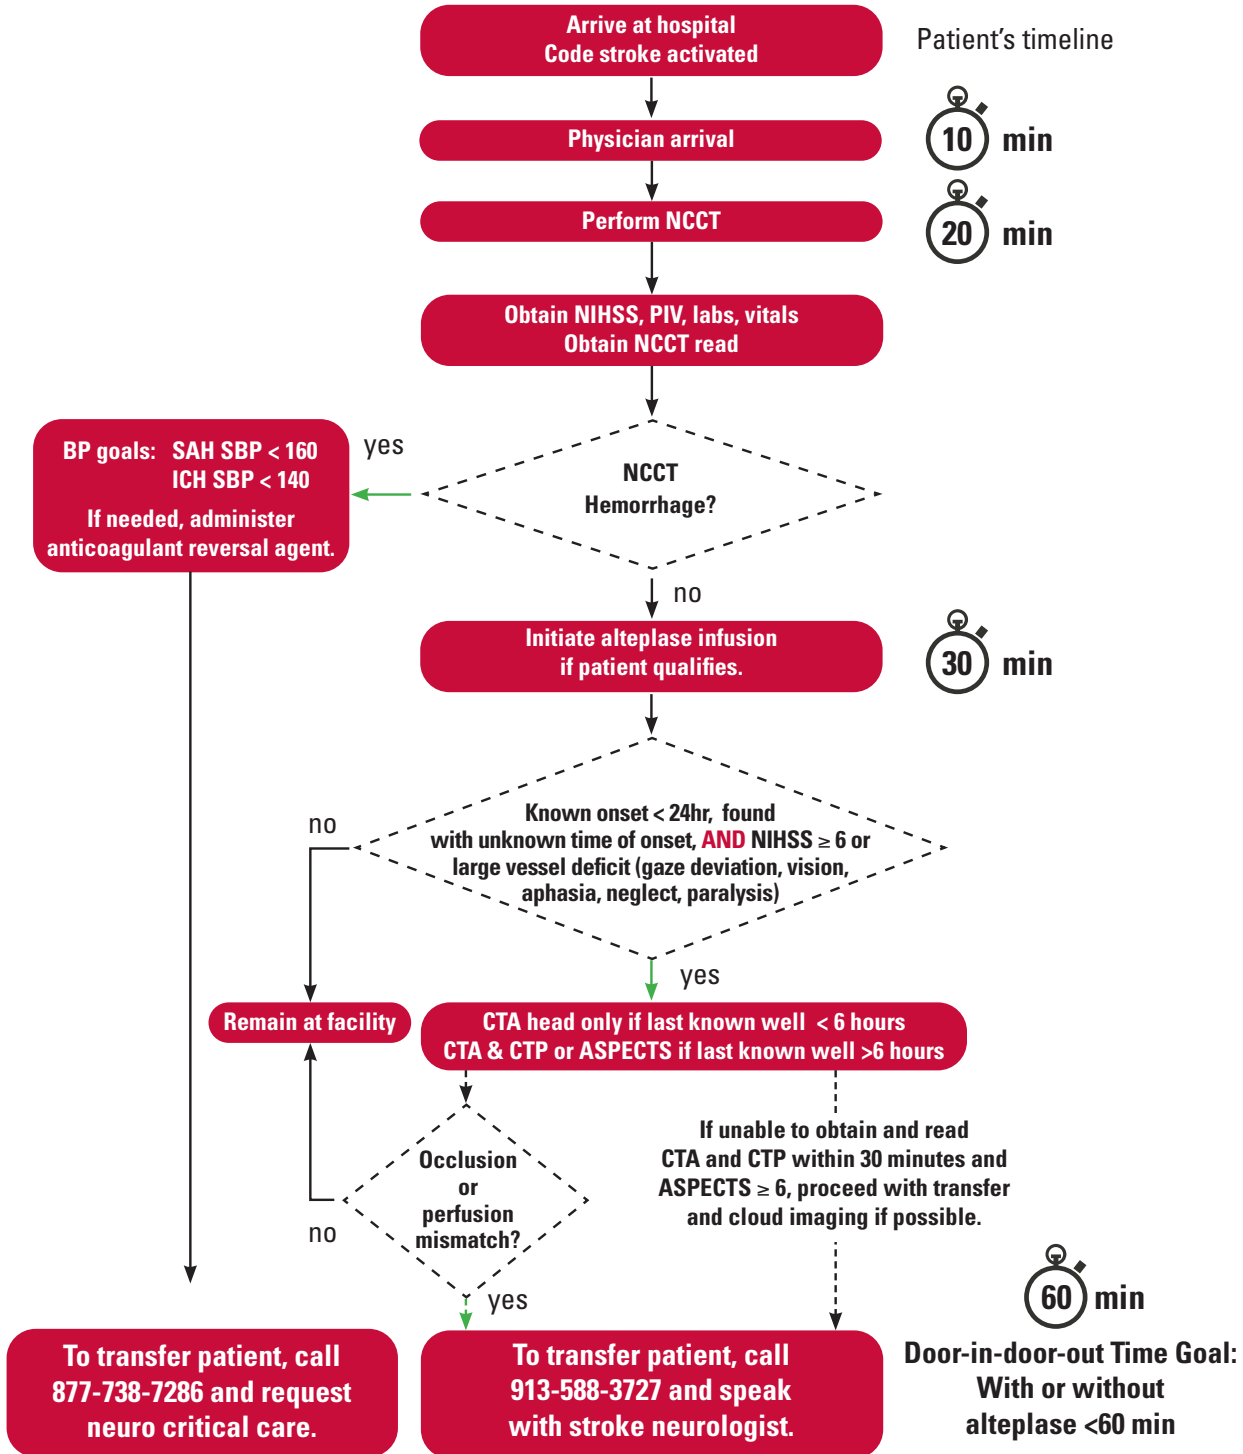 Arrive at hospital
Code stroke activated
Patient's timeline
Physician arrival
10 min
Perform NCCT
20 min
Obtain NIHSS, PIV, labs, vitals
Obtain NCCT read
BP goals: SAH SBP < 160
ICH SBP < 140
If needed, administer
anticoagulant reversal agent.
yes
NCCT
Hemorrhage?
no
Initiate alteplase infusion
if patient qualifies.
30 min
Known onset < 24hr, found
with unknown time of onset, AND NIHSS ≥ 6 or
large vessel deficit (gaze deviation, vision,
aphasia, neglect, paralysis)
no
yes
Remain at facility
CTA head only if last known well < 6 hours
CTA & CTP or ASPECTS if last known well >6 hours
Occlusion
or
perfusion
mismatch?
no
yes
If unable to obtain and read
CTA and CTP within 30 minutes and
ASPECTS ≥ 6, proceed with transfer
and cloud imaging if possible.
60 min
Door-in-door-out Time Goal:
With or without
alteplase <60 min
To transfer patient, call
877-738-7286 and request
neuro critical care.
To transfer patient, call
913-588-3727 and speak
with stroke neurologist.